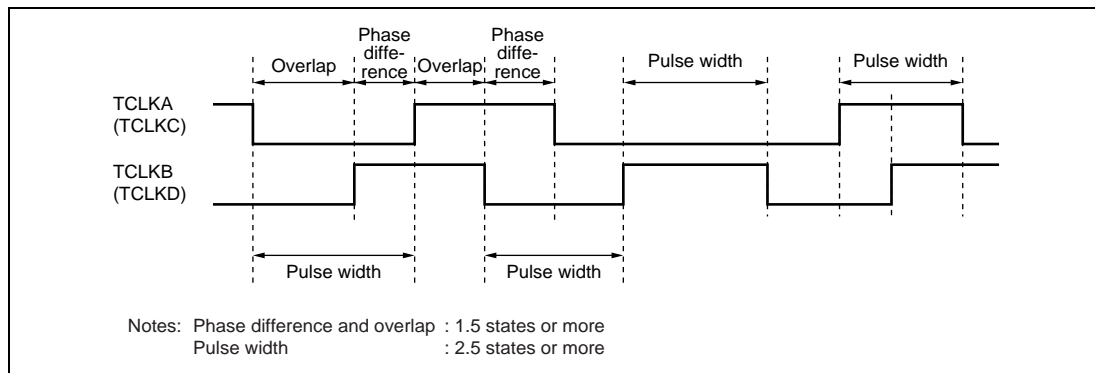 Overlap
Phase
diffe-
rence
Overlap
Phase
diffe-
rence
Pulse width
Pulse width
TCLKA
(TCLKC)
TCLKB
(TCLKD)
Pulse width
Pulse width
Notes: Phase difference and overlap : 1.5 states or more
Pulse width : 2.5 states or more